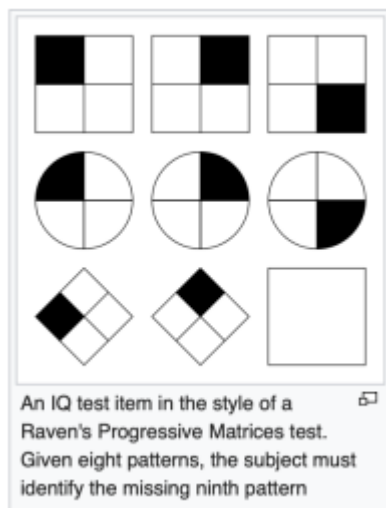 An IQ test item in the style of a
Raven's Progressive Matrices test.
Given eight patterns, the subject must
identify the missing ninth pattern